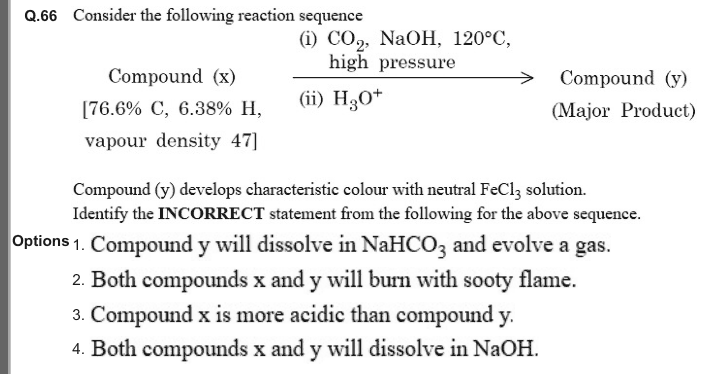 Q.66 Consider the following reaction sequence
(i) CO₂, NaOH, 120°C,
high pressure
Compound (x)
Compound (y)
[76.6% C, 6.38% H,
(ii) H₃O⁺
(Major Product)
vapour density 47]
Compound (y) develops characteristic colour with neutral FeCl₃ solution.
Identify the INCORRECT statement from the following for the above sequence.
Options 1. Compound y will dissolve in NaHCO₃ and evolve a gas.
2. Both compounds x and y will burn with sooty flame.
3. Compound x is more acidic than compound y.
4. Both compounds x and y will dissolve in NaOH.